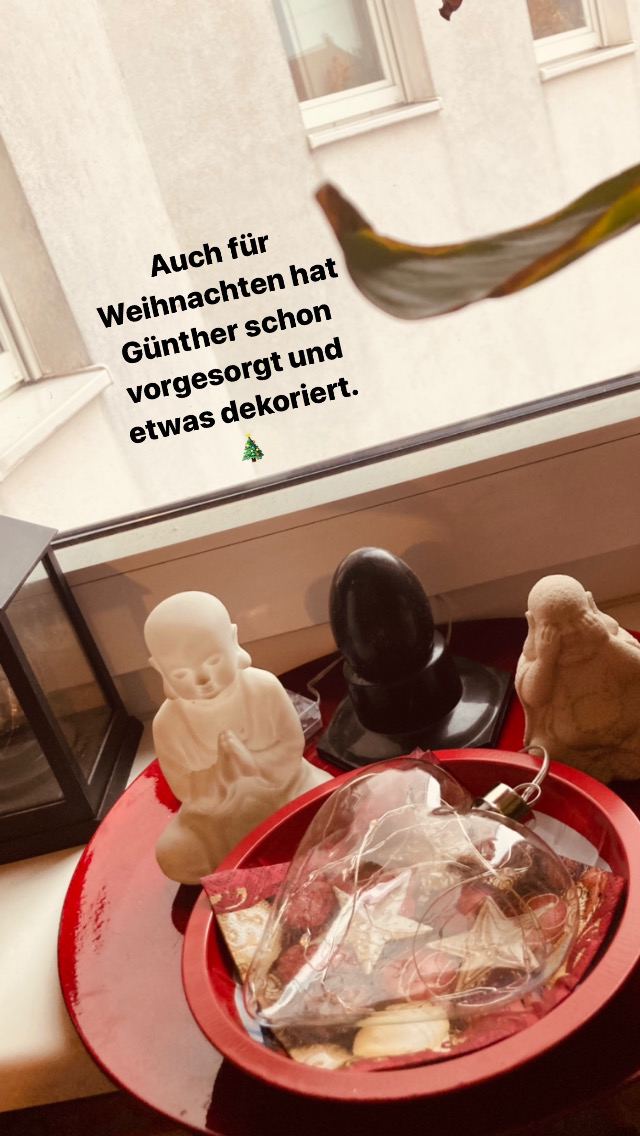 Auch für
Weihnachten hat
Günther schon
vorgesorgt und
etwas dekoriert.
🎄